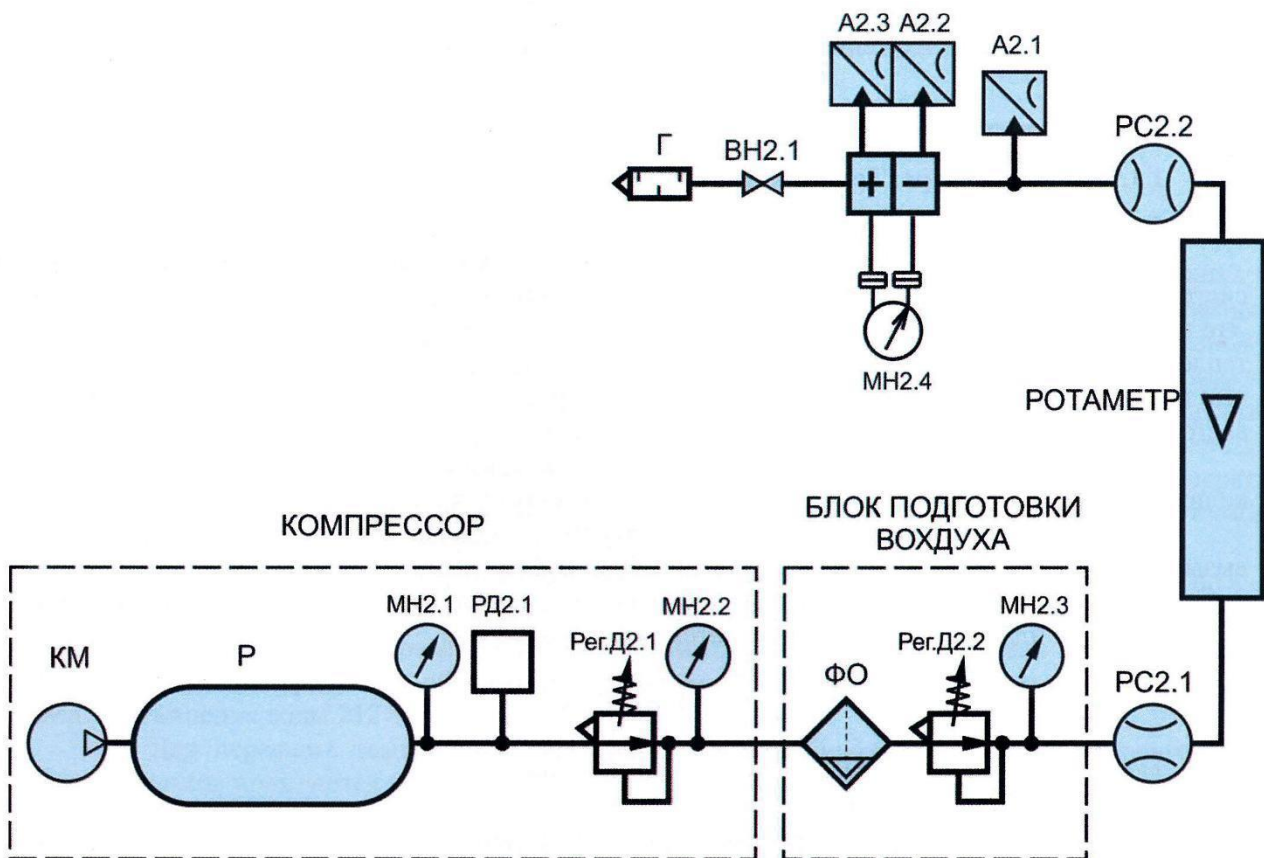 А2.3 А2.2
А2.1
Г
ВН2.1
РС2.2
+ −
МН2.4
РОТАМЕТР
КОМПРЕССОР
БЛОК ПОДГОТОВКИ
ВОХДУХА
МН2.1
РД2.1
МН2.2
МН2.3
КМ
Р
Рег.Д2.1
ФО
Рег.Д2.2
РС2.1